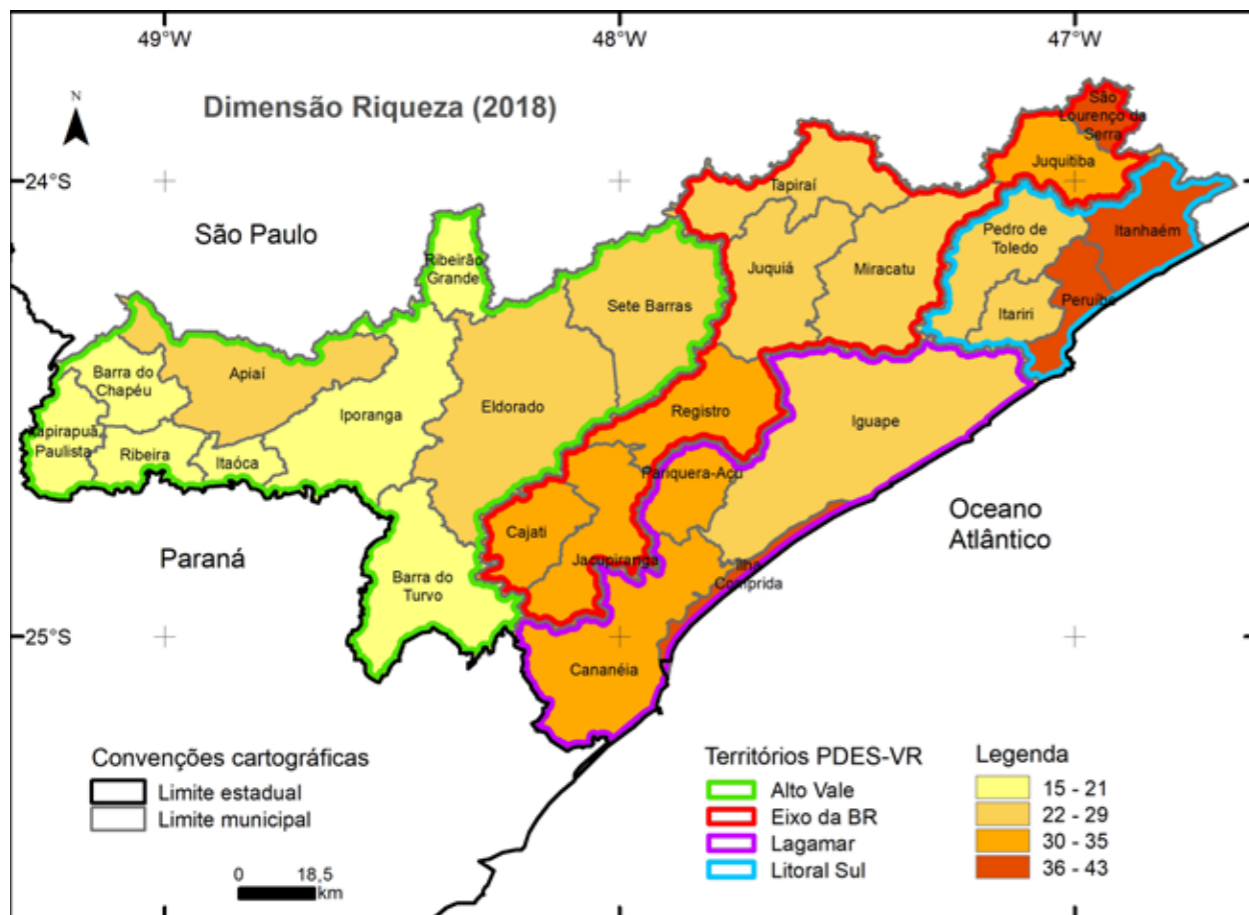 49°W
48°W
47°W
N
Dimensão Riqueza (2018)
São
Lourenço da
Serra
Juquitiba
24°S
Tapiraí
São Paulo
Pedro de
Toledo
Itanhaém
Ribeirão
Grande
Juquiá
Miracatu
Sete Barras
Peruíbe
Itariri
Barra do
Chapéu
Apiaí
Iporanga
Eldorado
Registro
Iguape
Itapirapuã
Paulista
Ribeira
Itaóca
Pariquera-Açu
Oceano
Atlântico
Cajati
Paraná
Jacupiranga
Ilha
Comprida
Barra do
Turvo
25°S
Cananéia
Convenções cartográficas
Limite estadual
Limite municipal
0 18,5
km
Territórios PDES-VR
Alto Vale
Eixo da BR
Lagamar
Litoral Sul
Legenda
15 - 21
22 - 29
30 - 35
36 - 43